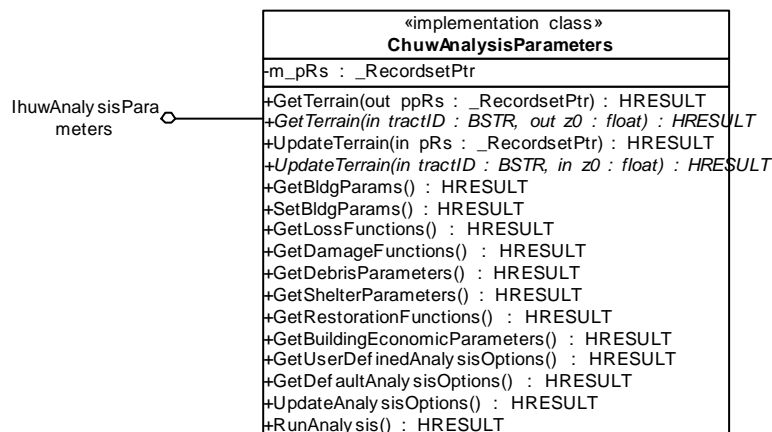 «implementation class»
ChuwAnalysisParameters
-m_pRs : _RecordsetPtr
IhuwAnalysisPara
meters
+GetTerrain(out ppRs : _RecordsetPtr) : HRESULT
+GetTerrain(in tractID : BSTR, out z0 : float) : HRESULT
+UpdateTerrain(in pRs : _RecordsetPtr) : HRESULT
+UpdateTerrain(in tractID : BSTR, in z0 : float) : HRESULT
+GetBldgParams() : HRESULT
+SetBldgParams() : HRESULT
+GetLossFunctions() : HRESULT
+GetDamageFunctions() : HRESULT
+GetDebrisParameters() : HRESULT
+GetShelterParameters() : HRESULT
+GetRestorationFunctions() : HRESULT
+GetBuildingEconomicParameters() : HRESULT
+GetUserDefinedAnalysisOptions() : HRESULT
+GetDefaultAnalysisOptions() : HRESULT
+UpdateAnalysisOptions() : HRESULT
+RunAnalysis() : HRESULT